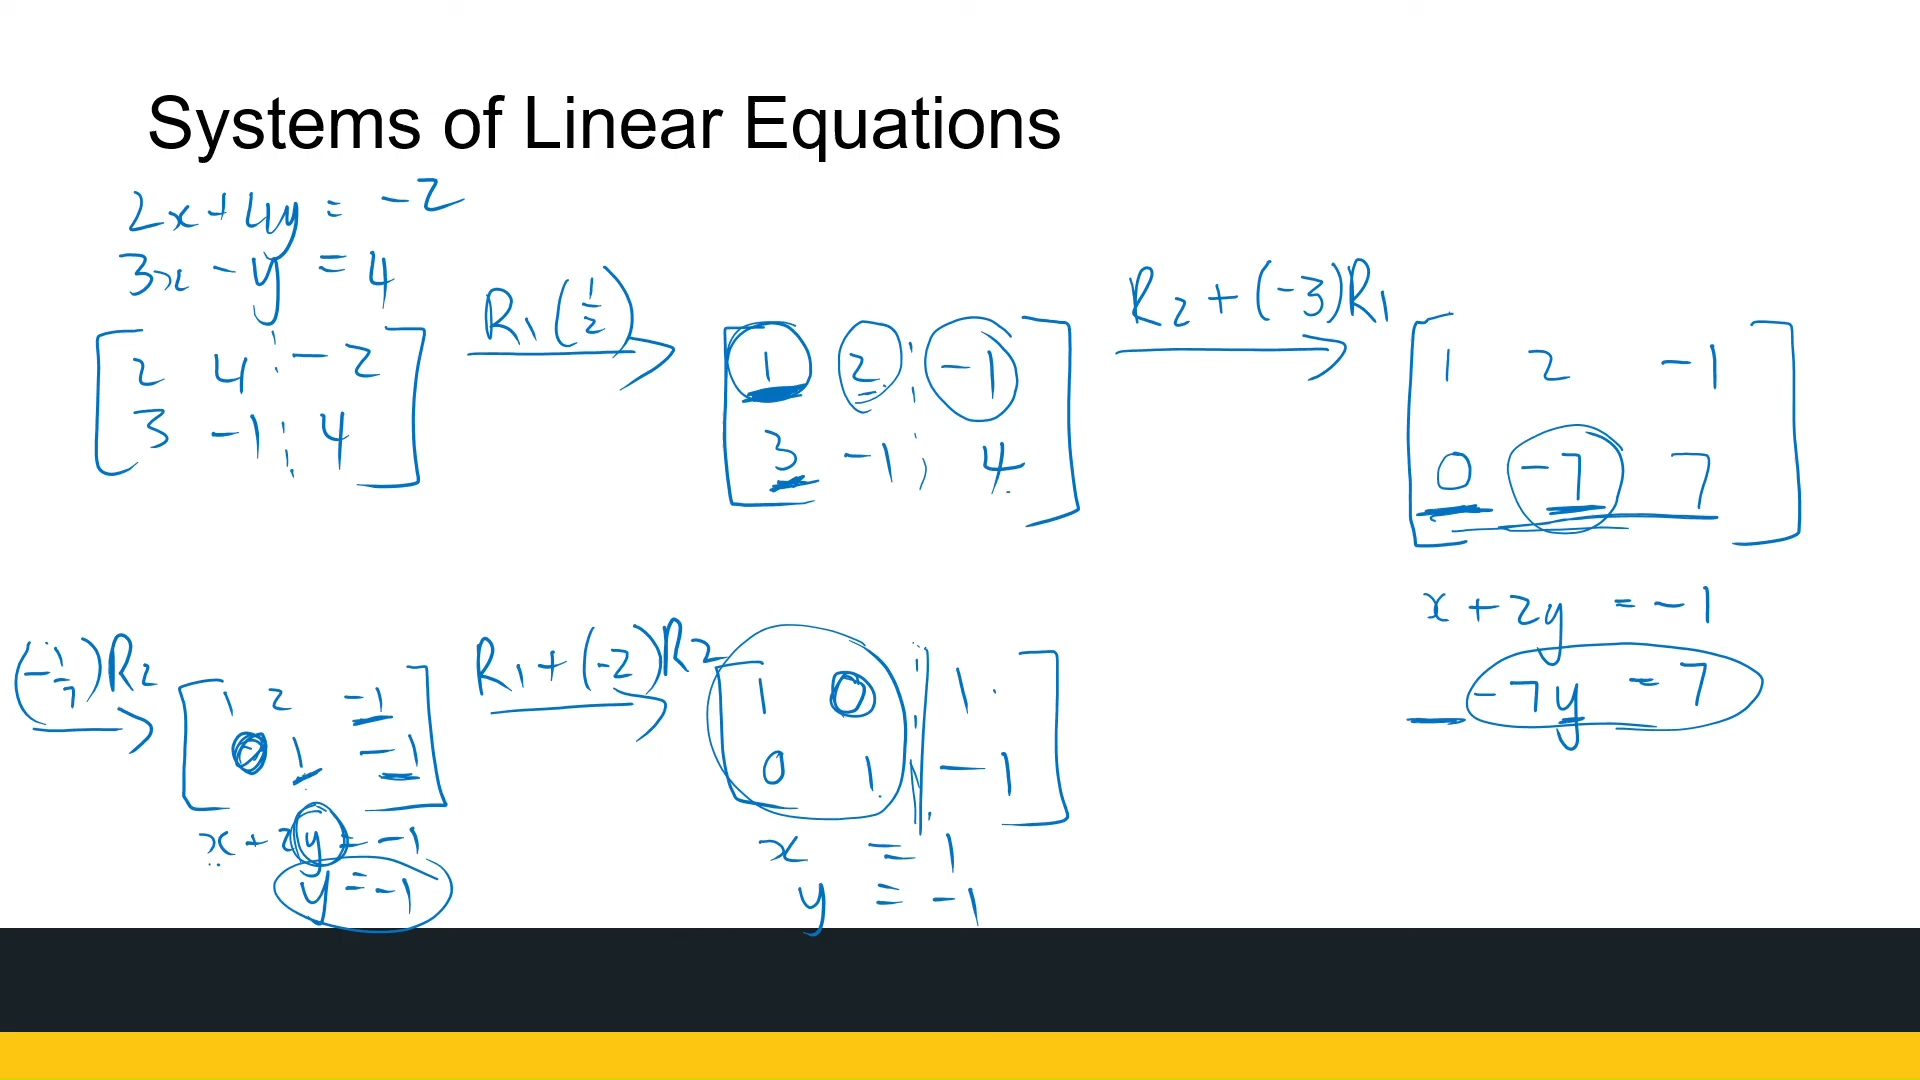 Systems of Linear Equations
2x + 4y = -2
3x - y = 4
R1 (1/2)
R2 + (-3)R1
2 4 -2
3 -1 4
1 2 -1
3 -1 4
1 2 -1
0 -7 7
x + 2y = -1
-7y = 7
(-1/7)R2
R1 + (-2)R2
1 2 -1
0 1 -1
1 0 1
0 1 -1
x + 2y = -1
y = -1
x = 1
y = -1